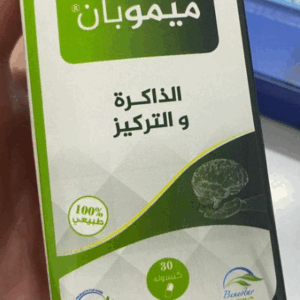 ميموبان®
الذاكرة
و التركيز
100%
طبيعي
30
كبسولة